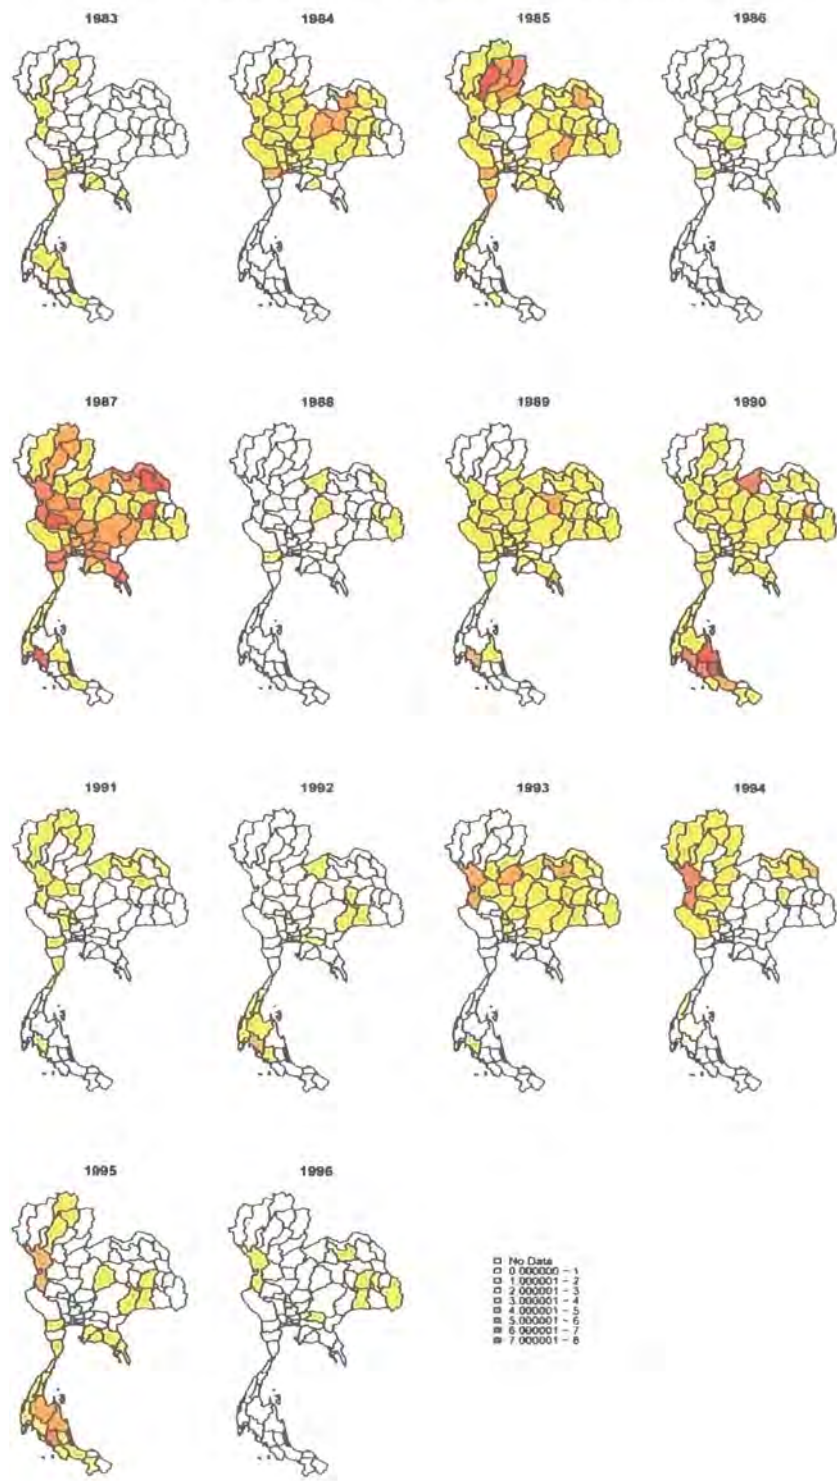 1983 1984 1985 1986
1987 1988 1989 1990
1991 1992 1993 1994
1995 1996
No Data
0.000000 - 1
1.000001 - 2
2.000001 - 3
3.000001 - 4
4.000001 - 5
5.000001 - 6
6.000001 - 7
7.000001 - 8